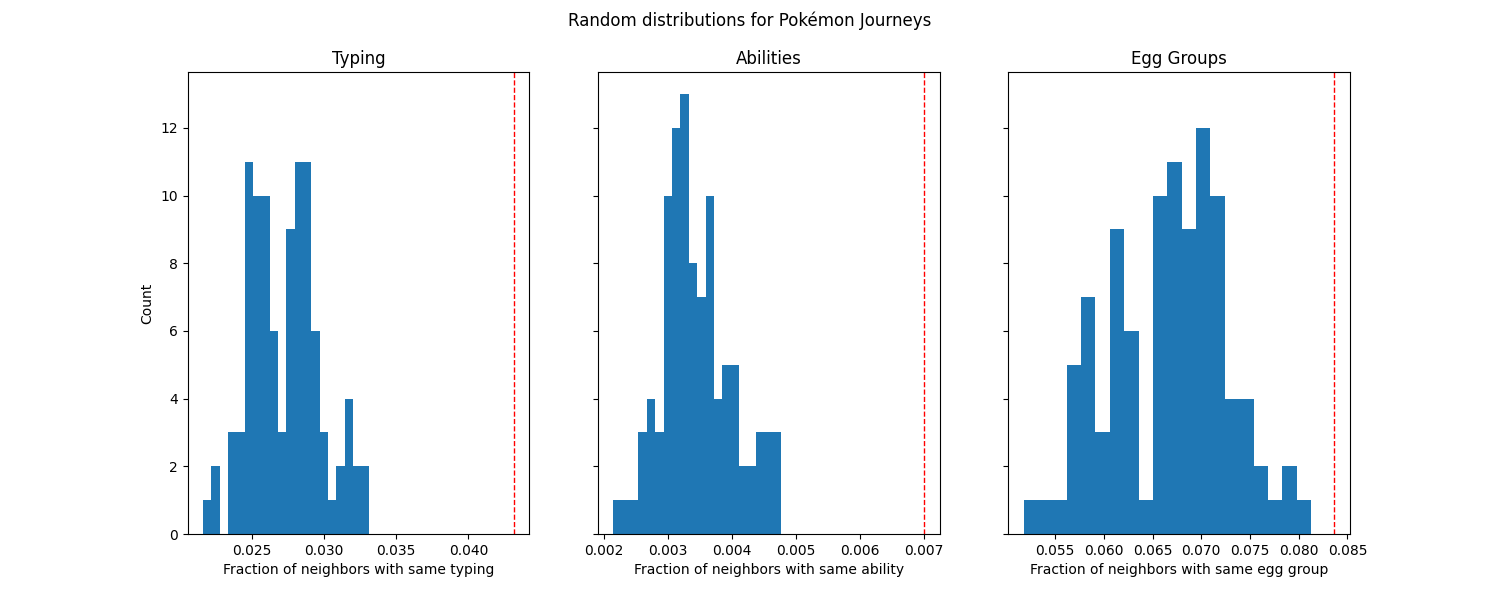 Random distributions for Pokémon Journeys
Typing
Abilities
Egg Groups
Count
0
2
4
6
8
10
12
0.025 0.030 0.035 0.040
0.002 0.003 0.004 0.005 0.006 0.007
0.055 0.060 0.065 0.070 0.075 0.080 0.085
Fraction of neighbors with same typing
Fraction of neighbors with same ability
Fraction of neighbors with same egg group